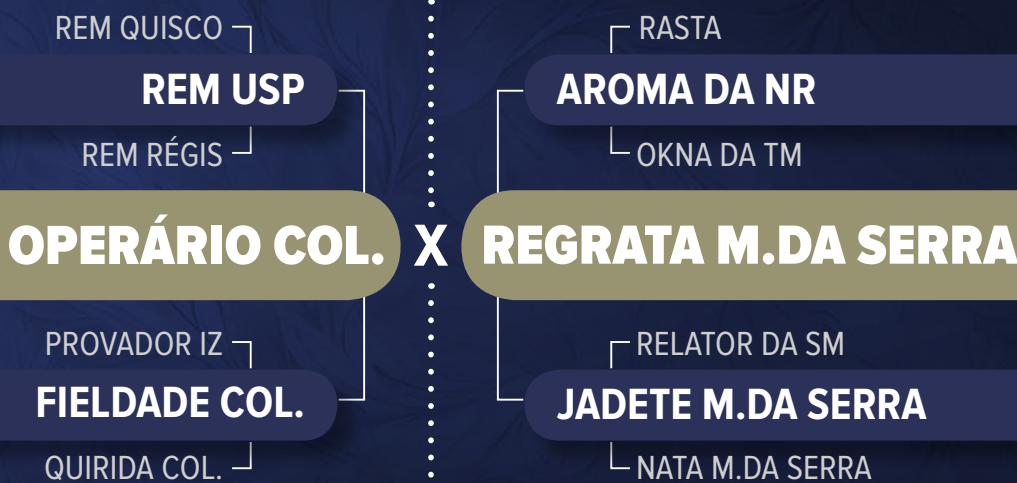 REM QUISCO
REM USP
REM RÉGIS
OPERÁRIO COL.
PROVADOR IZ
FIELDADE COL.
QUIRIDA COL.
X
RASTA
AROMA DA NR
OKNA DA TM
REGRATA M.DA SERRA
RELATOR DA SM
JADETE M.DA SERRA
NATA M.DA SERRA